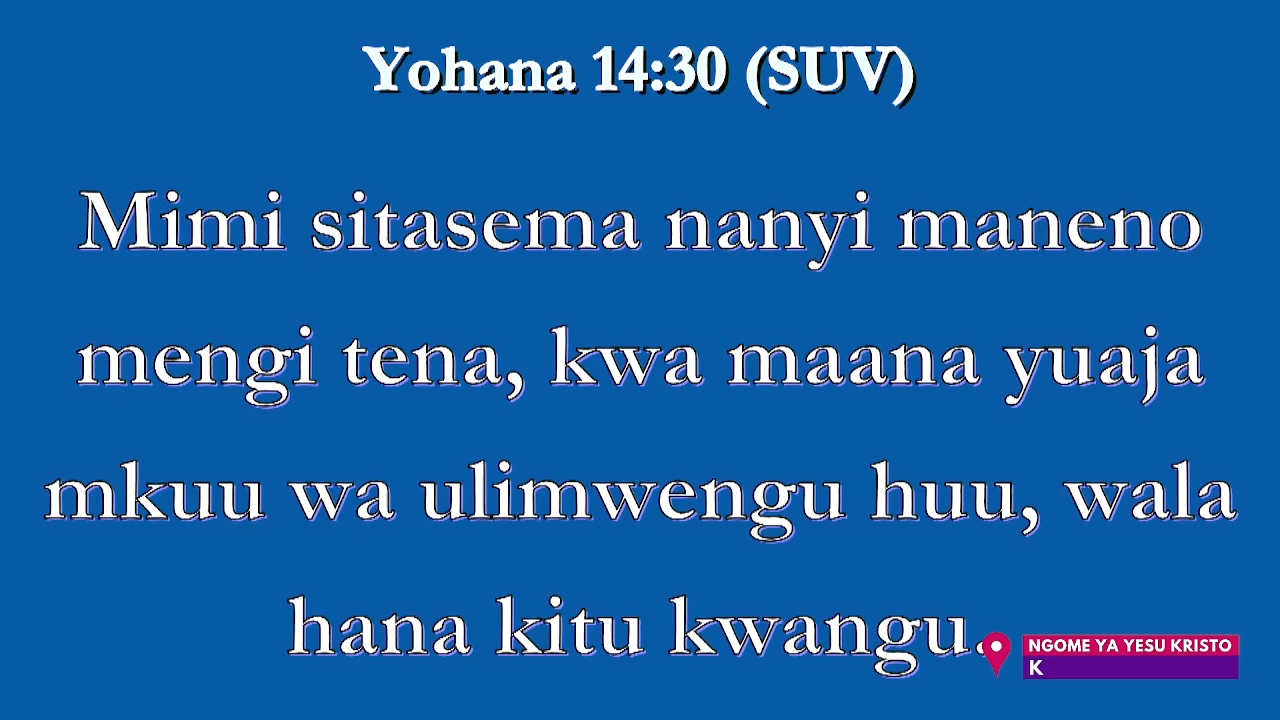 Yohana 14:30 (SUV)
Mimi sitasema nanyi maneno
mengi tena, kwa maana yuaja
mkuu wa ulimwengu huu, wala
hana kitu kwangu.
NGOME YA YESU KRISTO
K